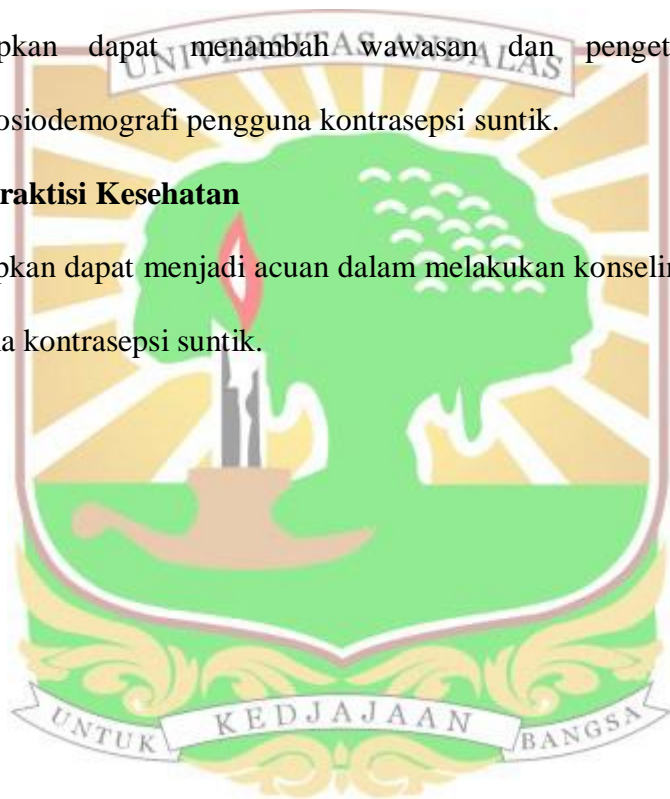 pkan dapat menambah wawasan dan penget
UNIVERSITAS ANDALAS
osiodemografi pengguna kontrasepsi suntik.
raktisi Kesehatan
pkan dapat menjadi acuan dalam melakukan konselin
a kontrasepsi suntik.
UNTUK KEDJAJAAN BANGSA